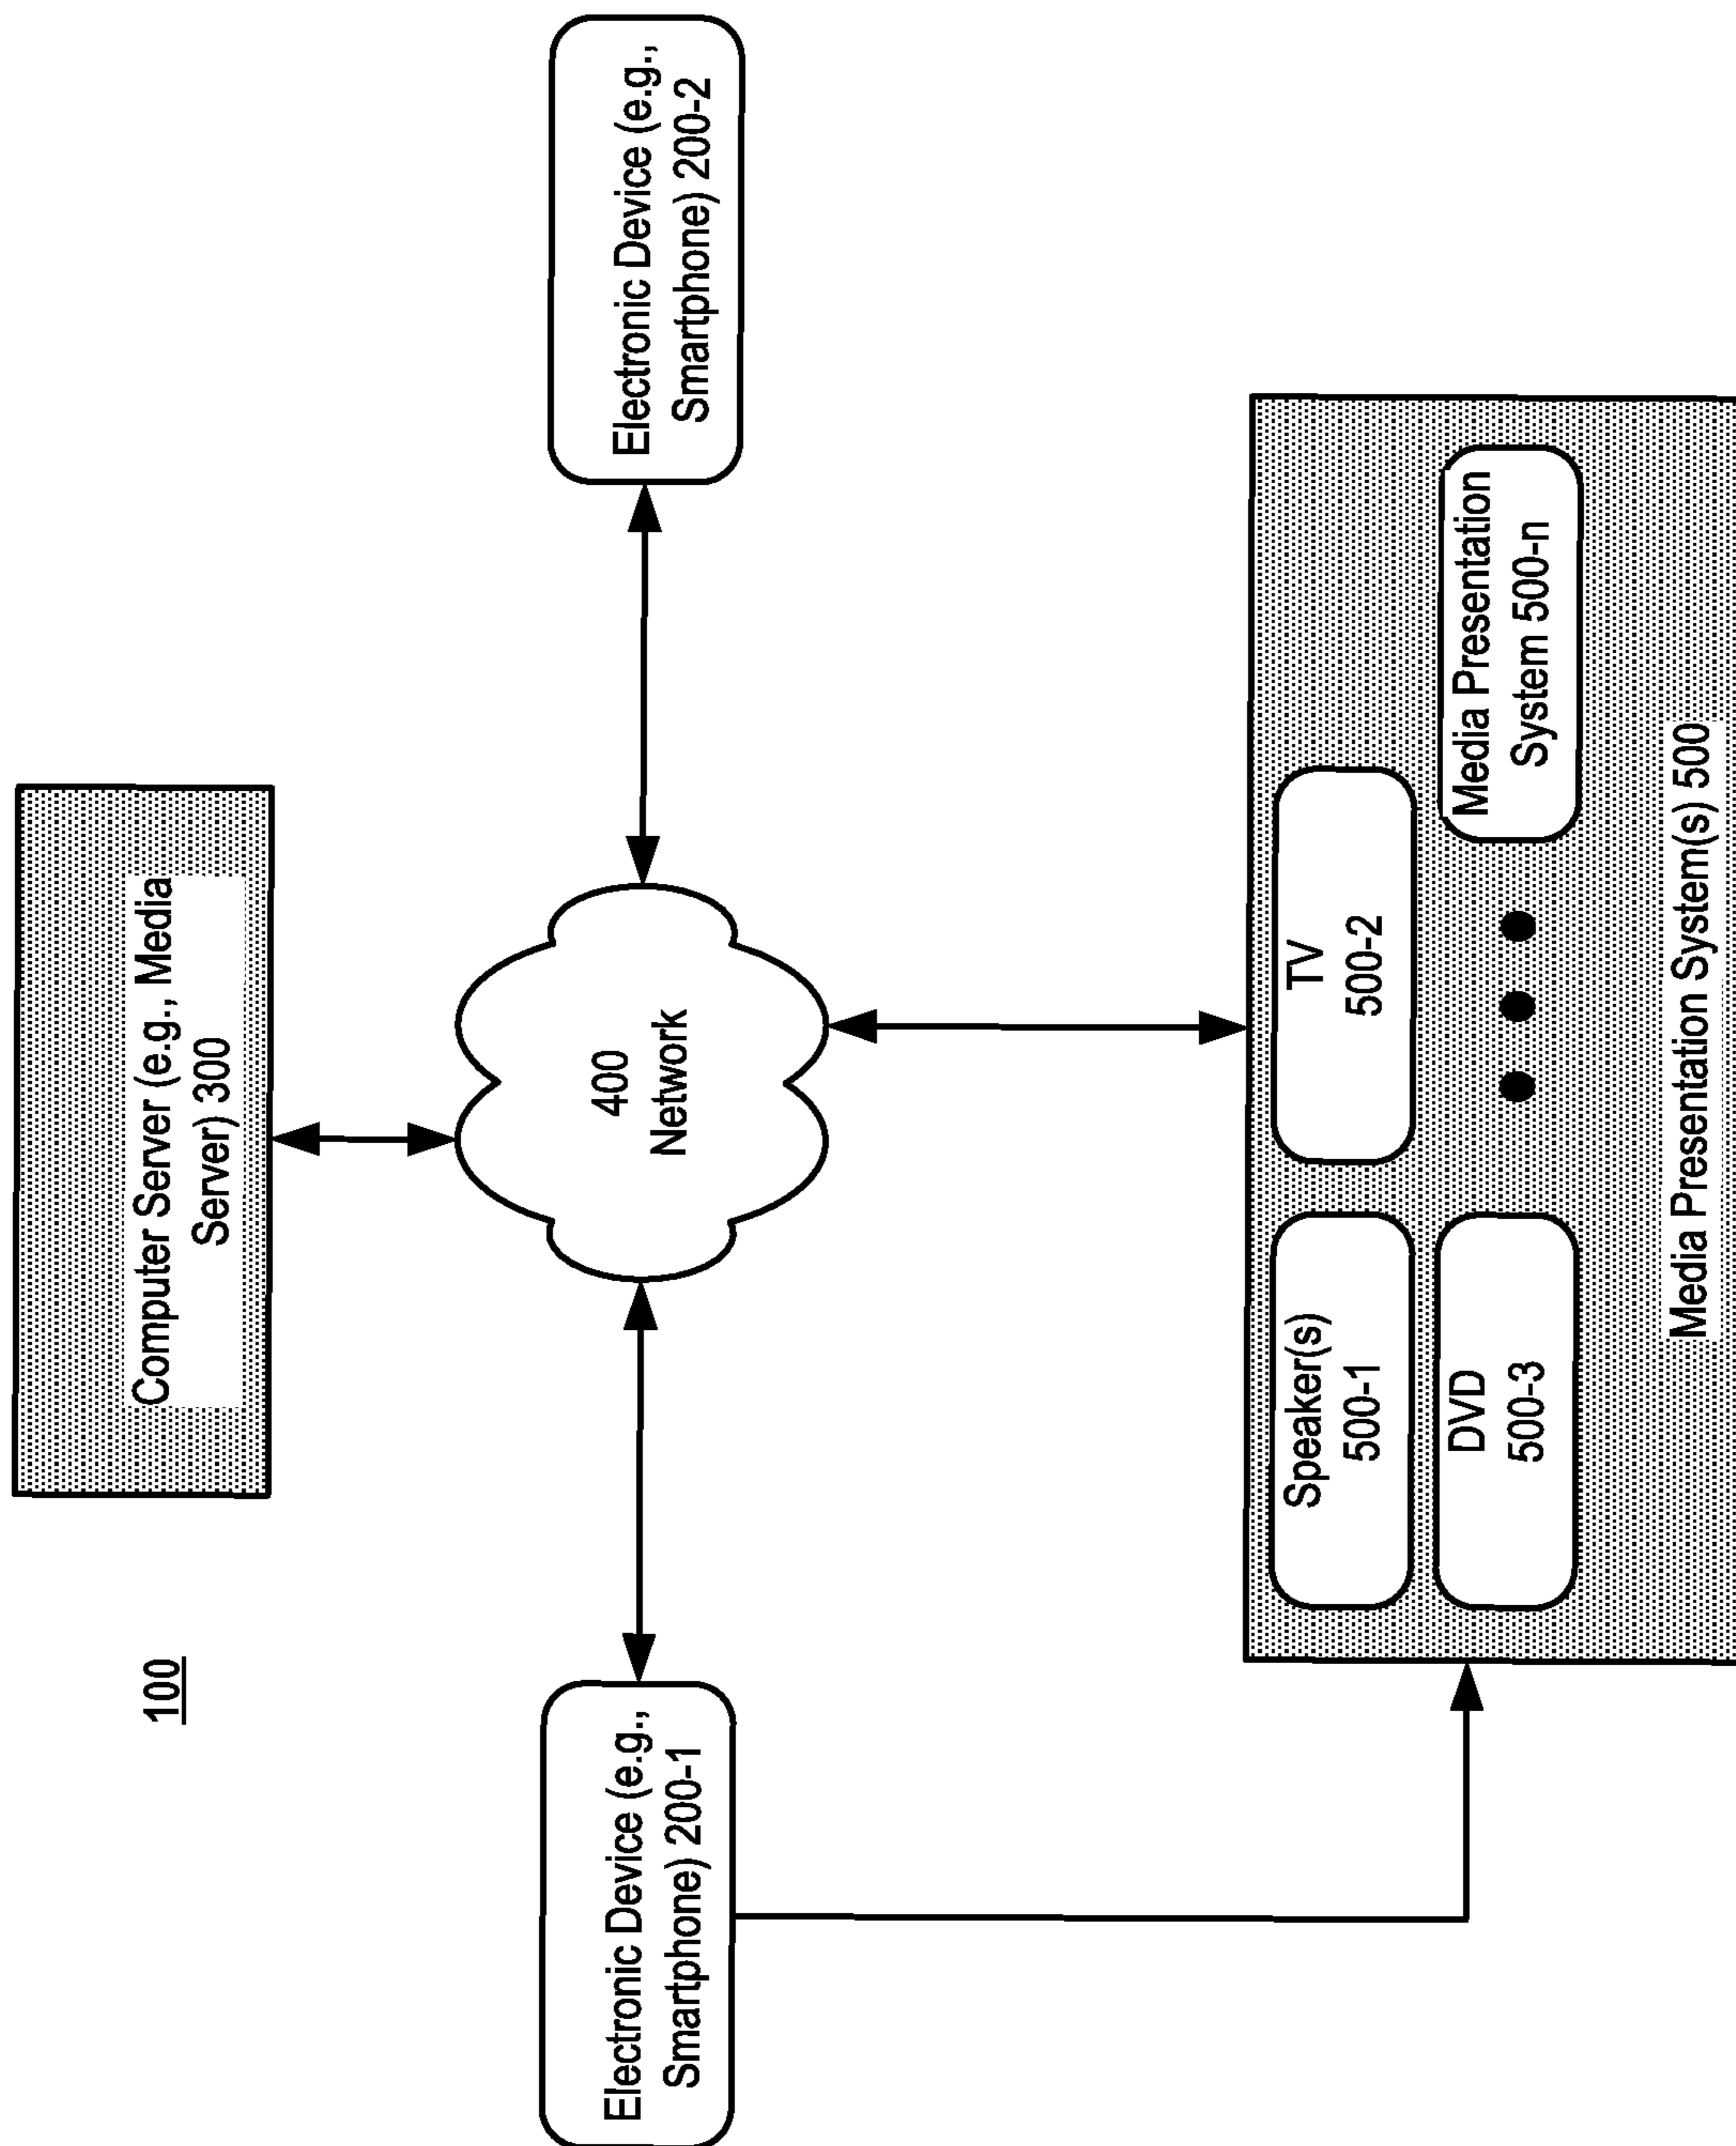 100
Computer Server (e.g., Media
Server) 300
Electronic Device (e.g.,
Smartphone) 200-1
400
Network
Electronic Device (e.g.,
Smartphone) 200-2
Speaker(s)
500-1
TV
500-2
DVD
500-3
Media Presentation
System 500-n
Media Presentation System(s) 500